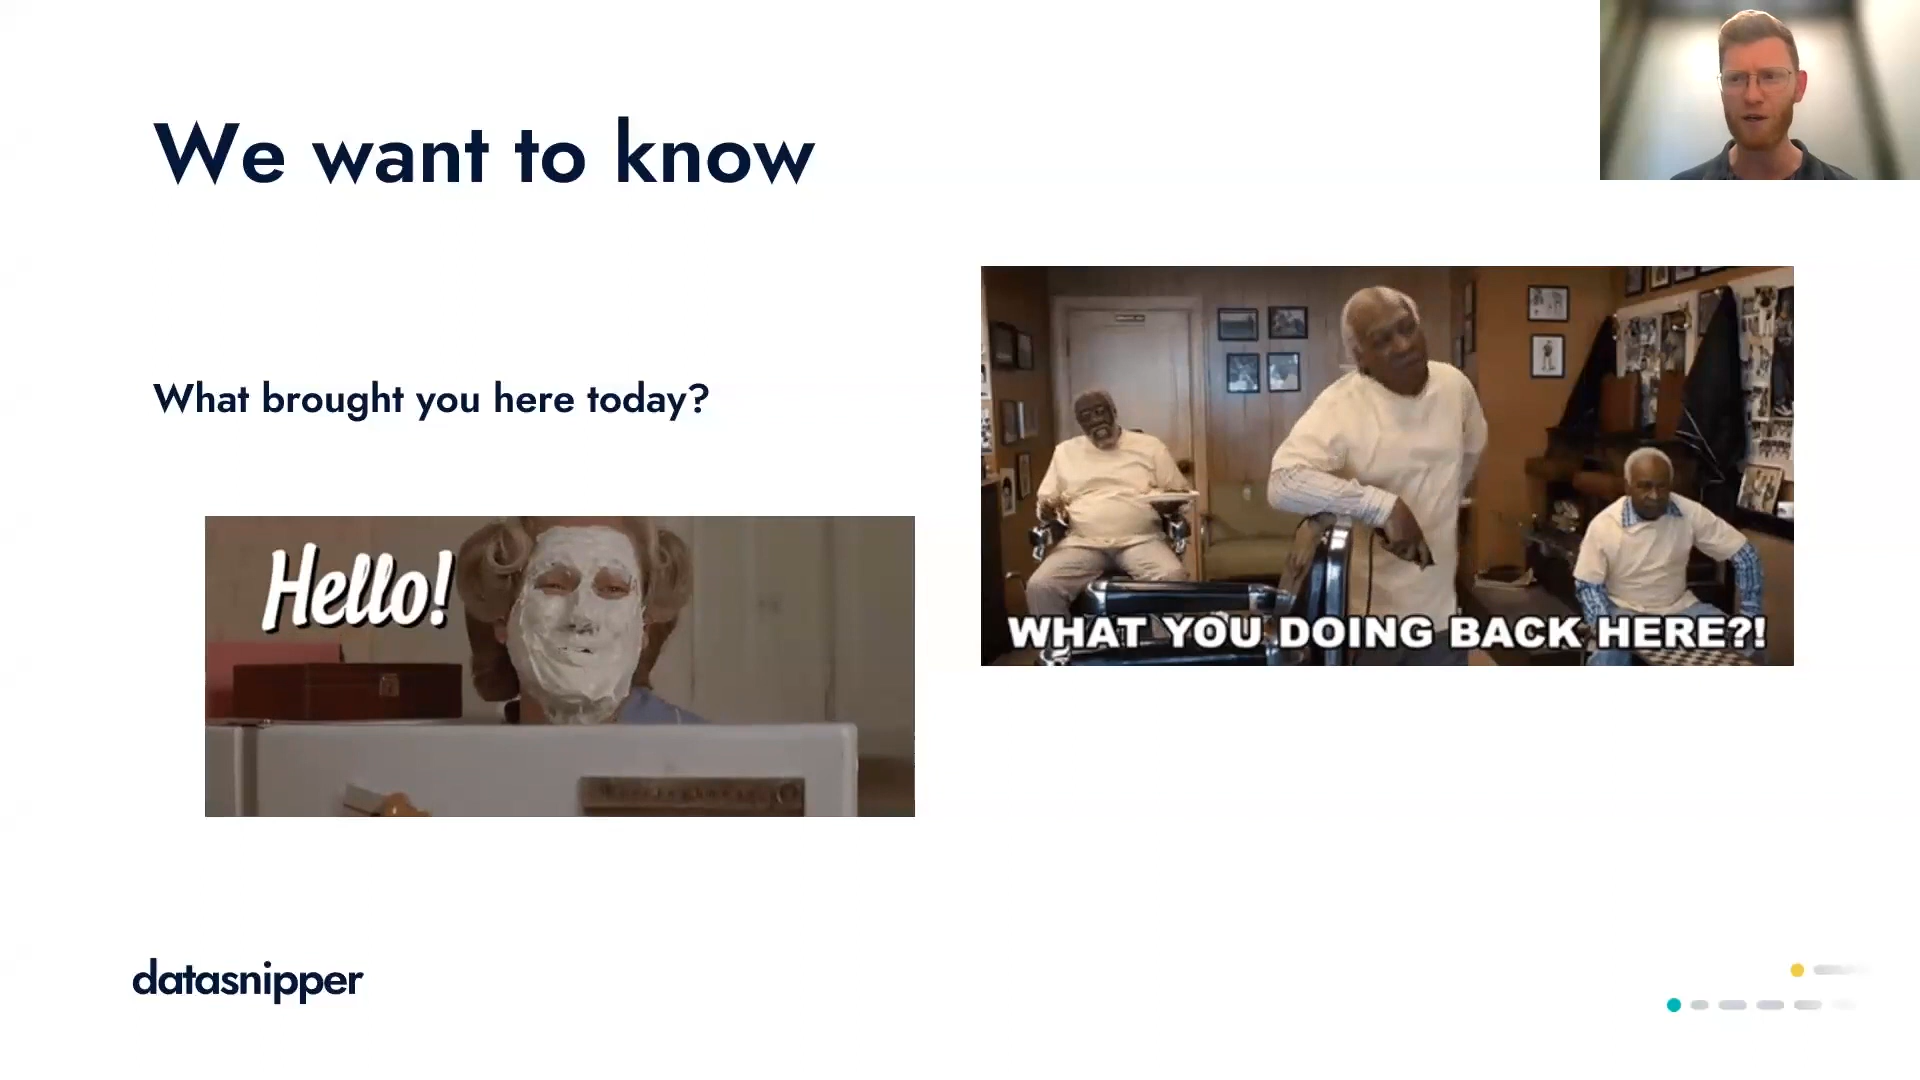 We want to know
What brought you here today?
Hello!
WHAT YOU DOING BACK HERE?!
datasnipper